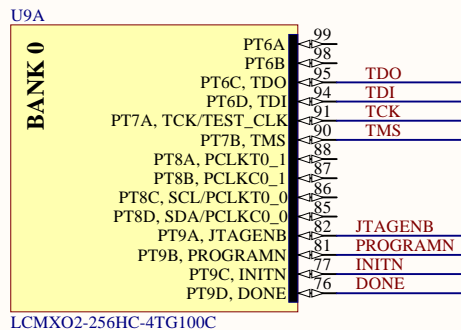 U9A
BANK 0
PT6A 99
PT6B 98
PT6C, TDO 95 TDO
PT6D, TDI 94 TDI
PT7A, TCK/TEST_CLK 91 TCK
PT7B, TMS 90 TMS
PT8A, PCLKT0_1 88
PT8B, PCLKC0_1 87
PT8C, SCL/PCLKT0_0 86
PT8D, SDA/PCLKC0_0 85
PT9A, JTAGENB 82 JTAGENB
PT9B, PROGRAMN 81 PROGRAMN
PT9C, INITN 77 INITN
PT9D, DONE 76 DONE
LCMXO2-256HC-4TG100C